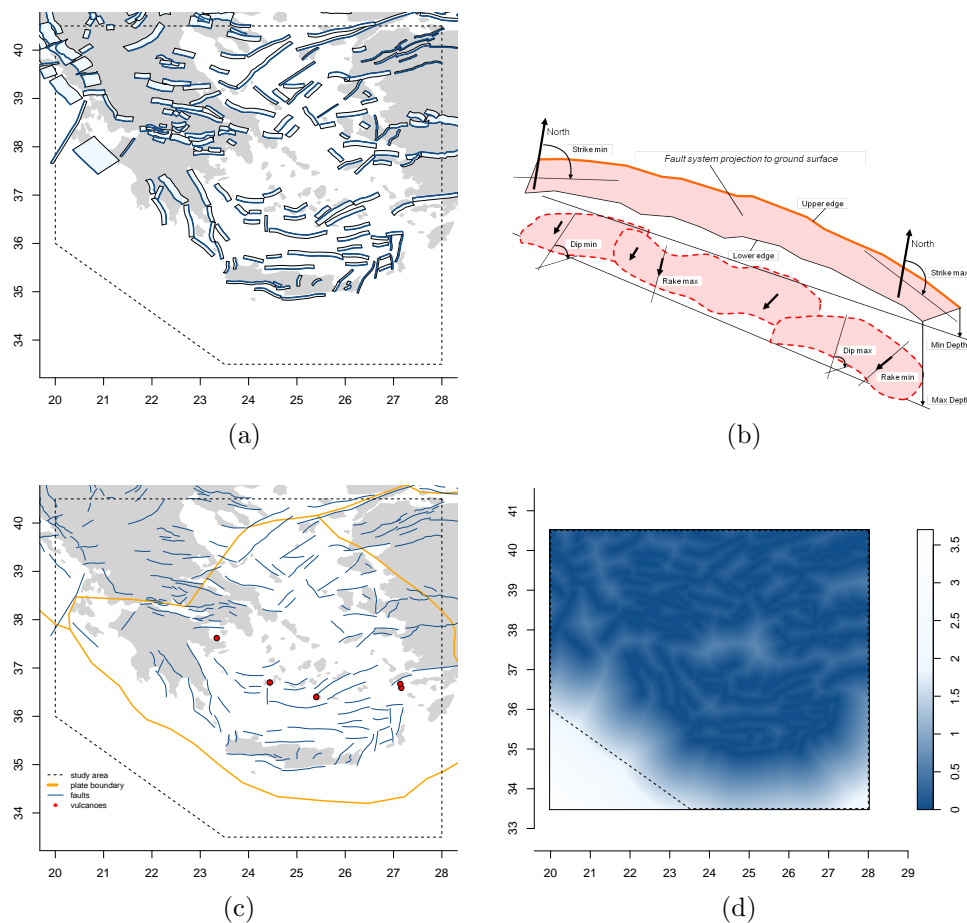 40
39
38
37
36
35
34
20 21 22 23 24 25 26 27 28
(a)
North
Strike min
Fault system projection to ground surface
Upper edge
North
Lower edge
Dip min
Strike max
Rake max
Min Depth
Dip max
Rake min
Max Depth
(b)
40
39
38
37
36
35
34
study area
plate boundary
faults
vulcanoes
20 21 22 23 24 25 26 27 28
(c)
41
40
39
38
37
36
35
34
33
20 21 22 23 24 25 26 27 28 29
3.5
3
2.5
2
1.5
1
0.5
0
(d)